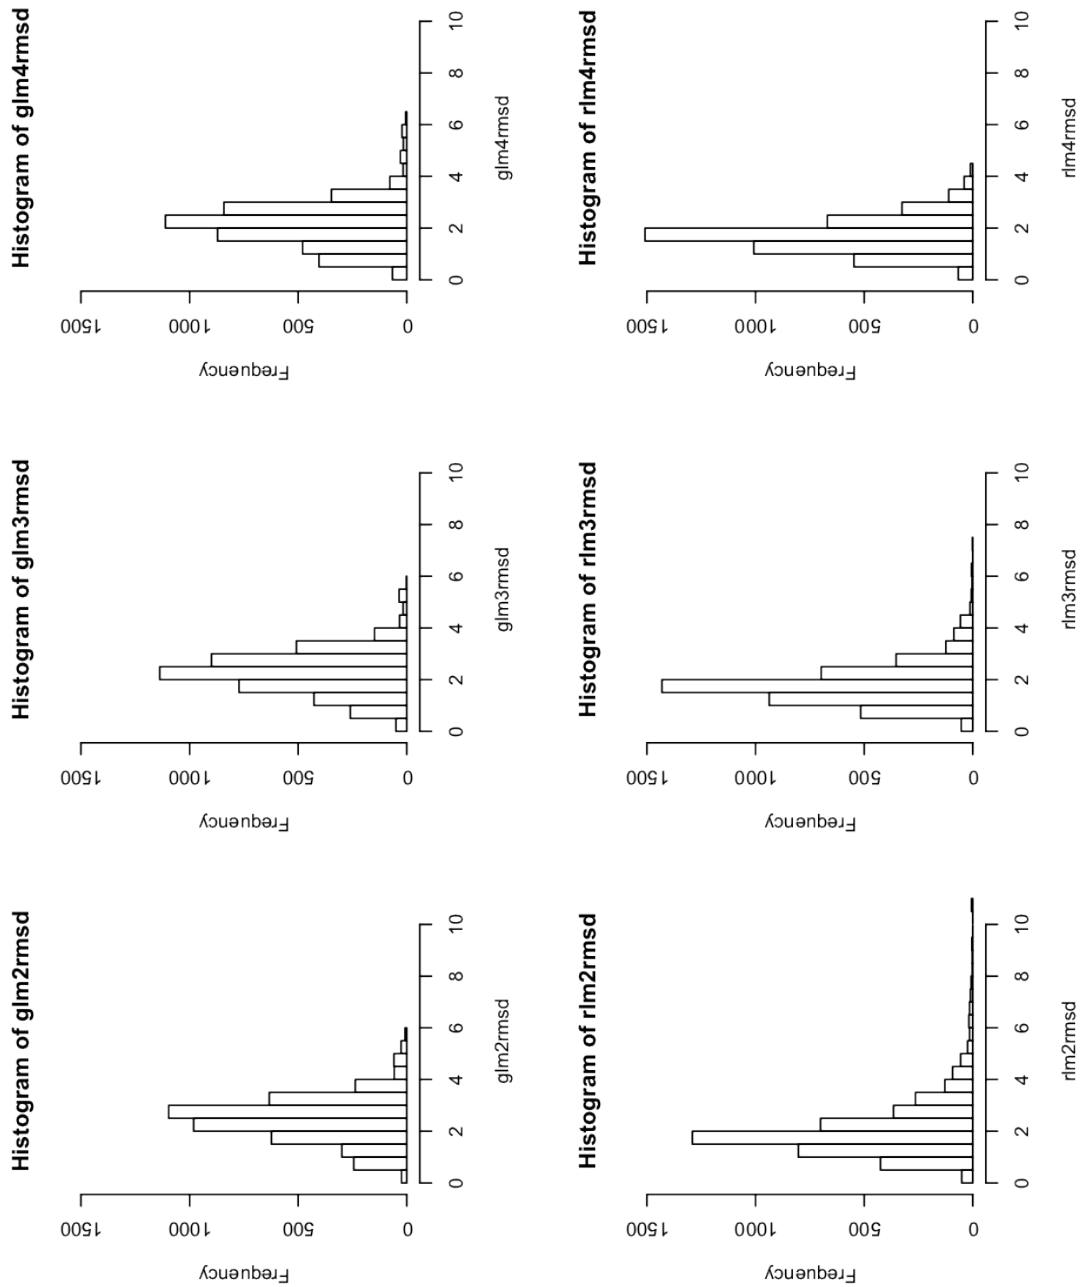 Histogram of glm2rmsd
Frequency
1500
1000
500
0
0 2 4 6 8 10
glm2rmsd
Histogram of glm3rmsd
Frequency
1500
1000
500
0
0 2 4 6 8 10
glm3rmsd
Histogram of glm4rmsd
Frequency
1500
1000
500
0
0 2 4 6 8 10
glm4rmsd
Histogram of rlm2rmsd
Frequency
1500
1000
500
0
0 2 4 6 8 10
rlm2rmsd
Histogram of rlm3rmsd
Frequency
1500
1000
500
0
0 2 4 6 8 10
rlm3rmsd
Histogram of rlm4rmsd
Frequency
1500
1000
500
0
0 2 4 6 8 10
rlm4rmsd